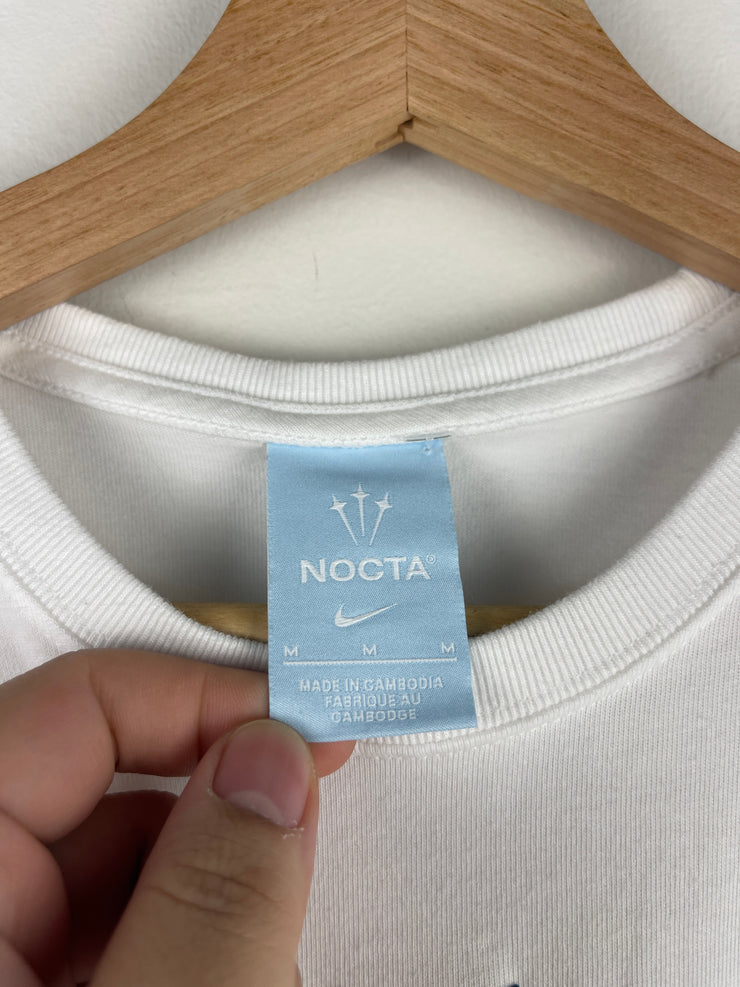 NOCTA®
M M M
MADE IN CAMBODIA
FABRIQUE AU
CAMBODGE